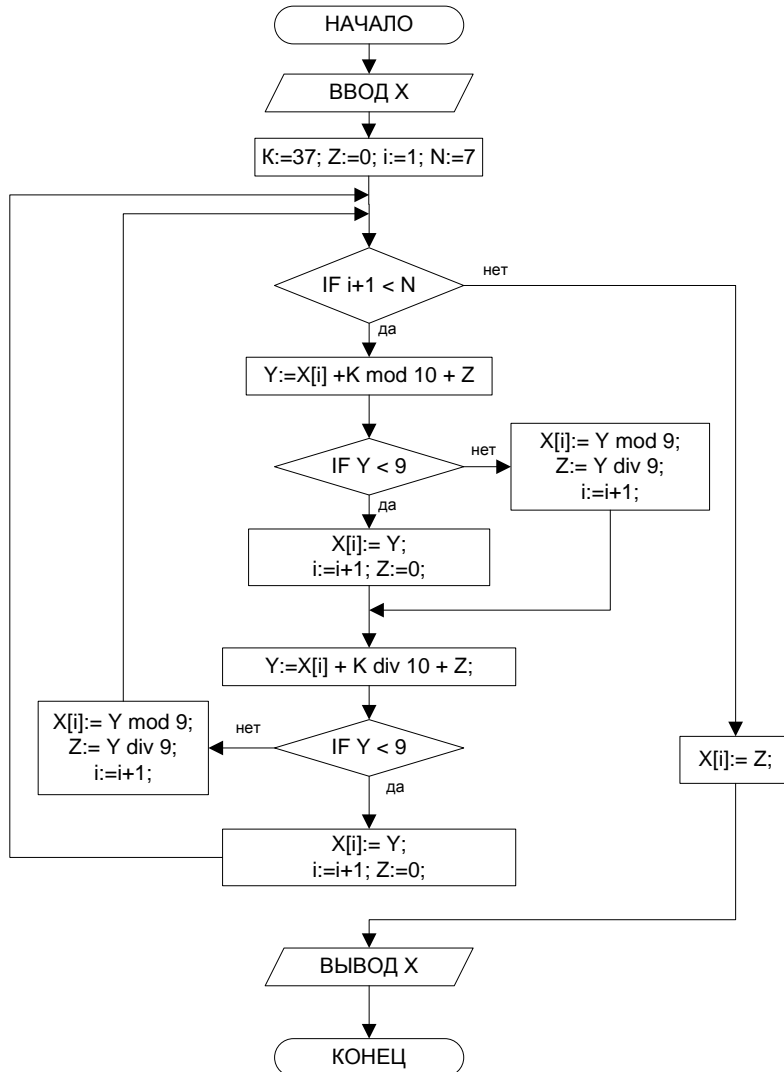 НАЧАЛО
ВВОД X
K:=37; Z:=0; i:=1; N:=7
IF i+1 < N
нет
да
Y:=X[i] +K mod 10 + Z
IF Y < 9
нет
X[i]:= Y mod 9;
Z:= Y div 9;
i:=i+1;
да
X[i]:= Y;
i:=i+1; Z:=0;
Y:=X[i] + K div 10 + Z;
IF Y < 9
нет
X[i]:= Y mod 9;
Z:= Y div 9;
i:=i+1;
X[i]:= Z;
да
X[i]:= Y;
i:=i+1; Z:=0;
ВЫВОД X
КОНЕЦ